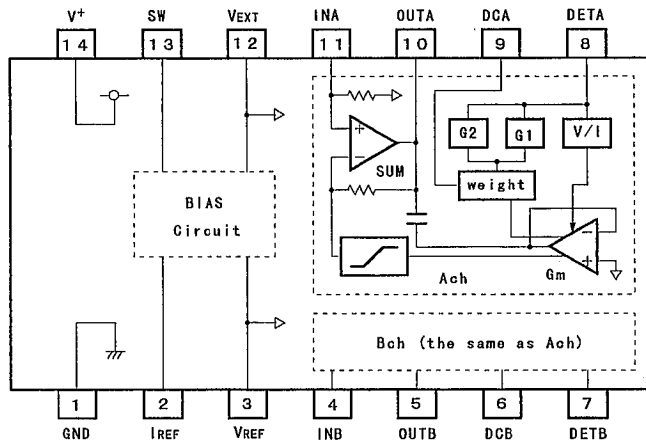 V+ SW VEXT INA OUTA DCA DETA
14 13 12 11 10 9 8
G2 G1 V/I
+
−
SUM
weight
BIAS
Circuit
−
+
Gm
Ach
Bch (the same as Ach)
1 2 3 4 5 6 7
GND IREF VREF INB OUTB DCB DETB